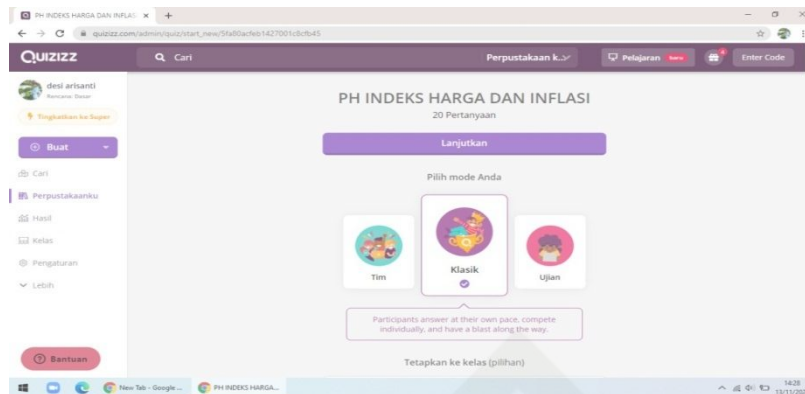 PH INDEKS HARGA DAN INFLAS
quizizz.com/admin/quiz/start_new/5fa80acfeb1427001c8cfb45
QUIZIZZ
Cari
Perpustakaan k...
Pelajaran
Enter Code
desi arisanti
Rencana: Dasar
Tingkatkan ke Super
Buat
Cari
Perpustakaanku
Hasil
Kelas
Pengaturan
Lebih
Bantuan
PH INDEKS HARGA DAN INFLASI
20 Pertanyaan
Lanjutkan
Pilih mode Anda
Tim
Klasik
Ujian
Participants answer at their own pace, compete
individually, and have a blast along the way.
Tetapkan ke kelas (pilihan)
New Tab - Google ...
PH INDEKS HARGA...
14:28